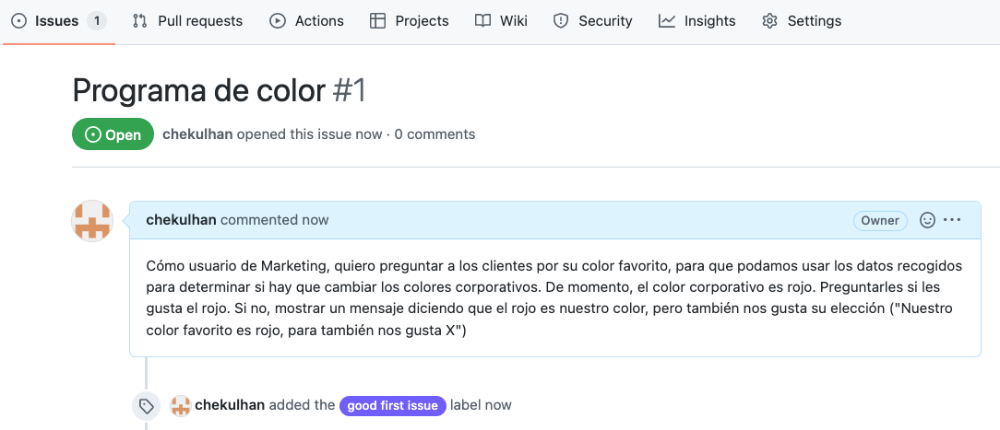 Issues 1 Pull requests Actions Projects Wiki Security Insights Settings
Programa de color #1
Open chekulhan opened this issue now · 0 comments
chekulhan commented now Owner
Cómo usuario de Marketing, quiero preguntar a los clientes por su color favorito, para que podamos usar los datos recogidos
para determinar si hay que cambiar los colores corporativos. De momento, el color corporativo es rojo. Preguntarles si les
gusta el rojo. Si no, mostrar un mensaje diciendo que el rojo es nuestro color, pero también nos gusta su elección ("Nuestro
color favorito es rojo, para también nos gusta X")
chekulhan added the good first issue label now